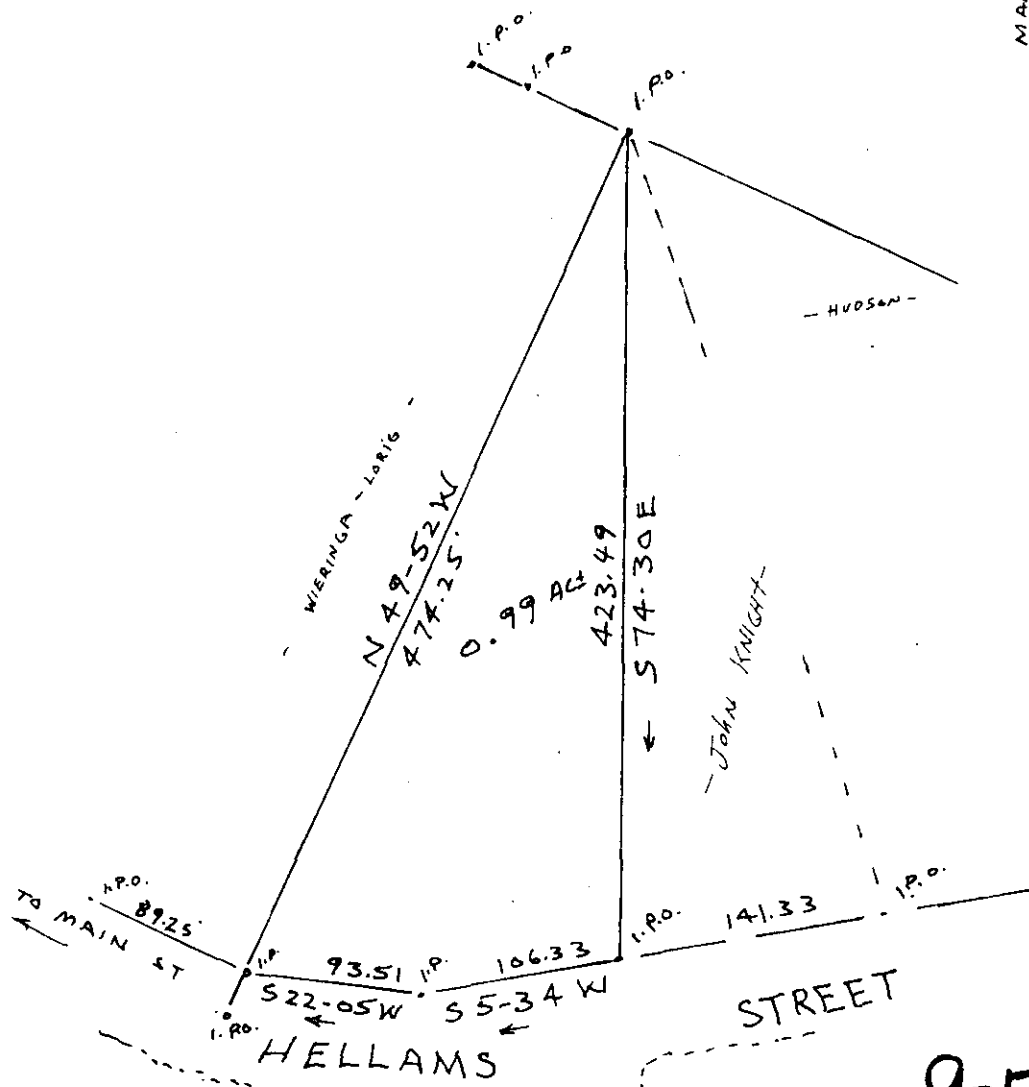 MA
I.P.O.
I.P.O
I.P.O.
- HUDSON -
WIERINGA - LORIG -
N 49-52 W
474.25'
0.99 AC±
423.49
S 74-30 E
←
- JOHN KNIGHT -
I.P.O.
89.25'
TO MAIN ST
←
I.P.
93.51
I.P.
106.33
I.P.O.
141.33
I.P.O.
S 22-05 W
←
S 5-34 W
←
I.P.O.
HELLAMS
STREET